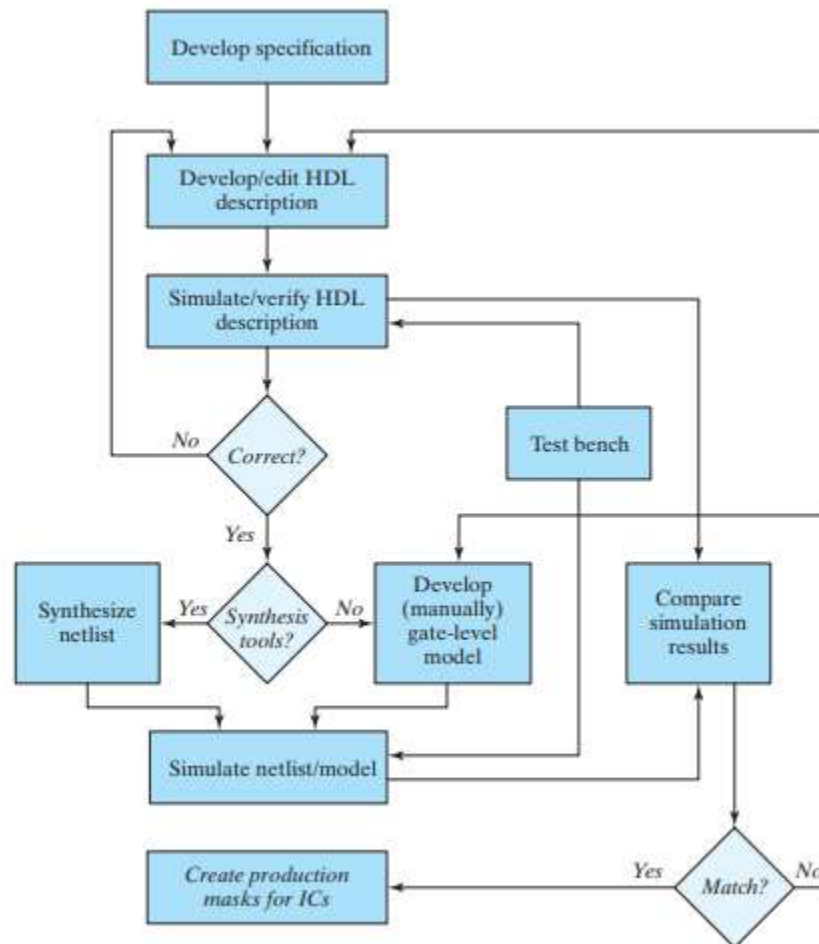 Develop specification
Develop/edit HDL
description
Simulate/verify HDL
description
No
Correct?
Test bench
Yes
Synthesize
netlist
Yes
Synthesis
tools?
No
Develop
(manually)
gate-level
model
Compare
simulation
results
Simulate netlist/model
Create production
masks for ICs
Yes
Match?
No